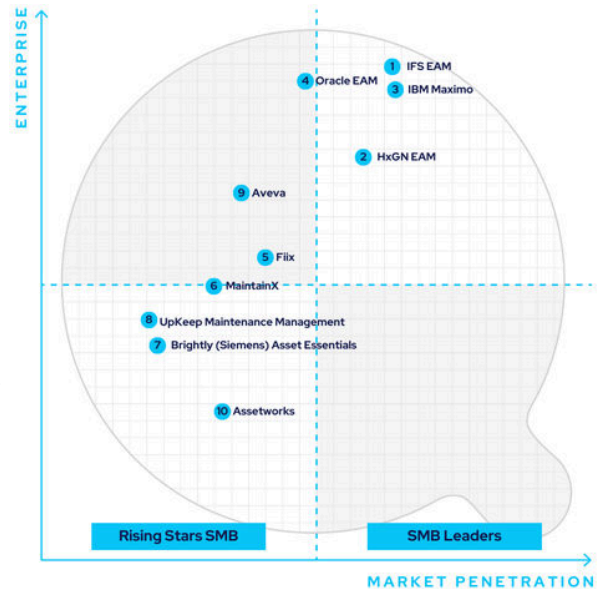 ENTERPRISE
1 IFS EAM
4 Oracle EAM
3 IBM Maximo
2 HxGN EAM
9 Aveva
5 Fiix
6 MaintainX
8 UpKeep Maintenance Management
7 Brightly (Siemens) Asset Essentials
10 Assetworks
Rising Stars SMB
SMB Leaders
MARKET PENETRATION